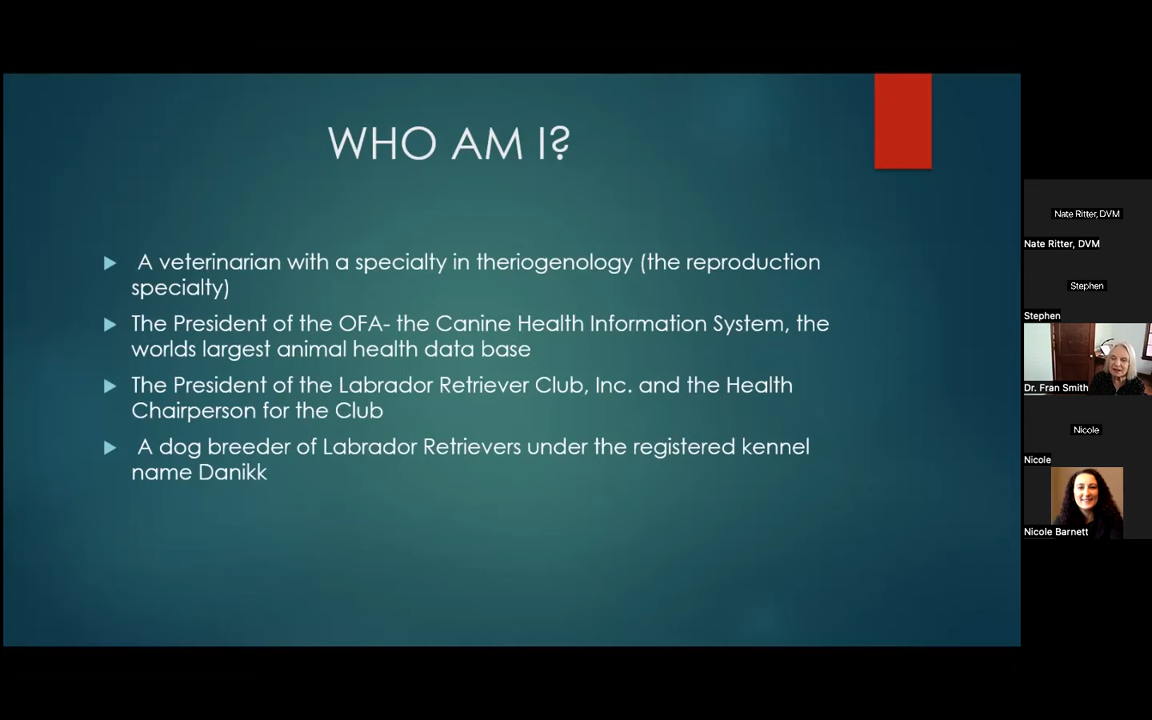 WHO AM I?
A veterinarian with a specialty in theriogenology (the reproduction
specialty)
The President of the OFA- the Canine Health Information System, the
worlds largest animal health data base
The President of the Labrador Retriever Club, Inc. and the Health
Chairperson for the Club
A dog breeder of Labrador Retrievers under the registered kennel
name Danikk
Nate Ritter, DVM
Nate Ritter, DVM
Stephen
Stephen
Dr. Fran Smith
Nicole
Nicole
Nicole Barnett